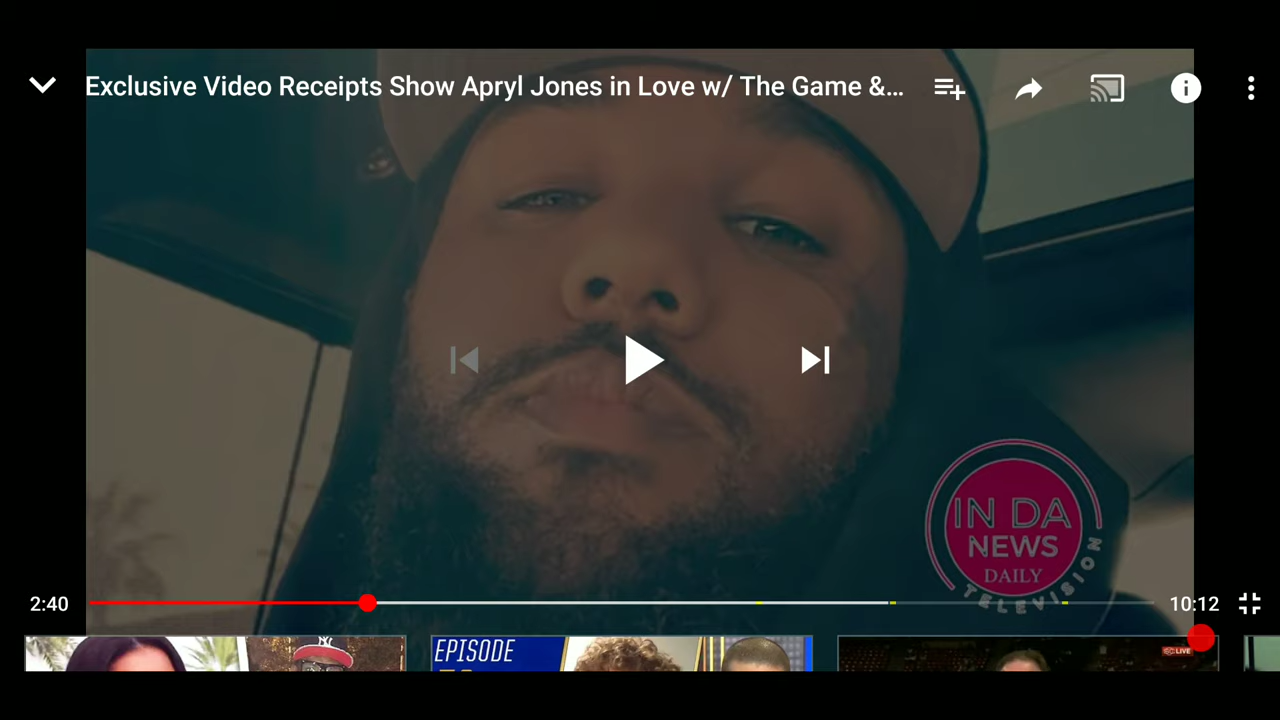 Exclusive Video Receipts Show Apryl Jones in Love w/ The Game &...
IN DA
NEWS
DAILY
TELEVISION
2:40
10:12
EPISODE
LIVE